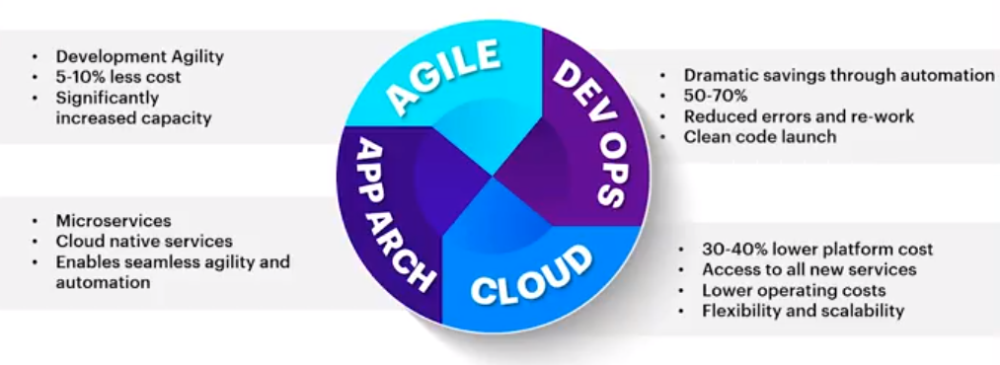 • Development Agility
• 5-10% less cost
• Significantly
increased capacity
AGILE
DEV OPS
• Dramatic savings through automation
• 50-70%
• Reduced errors and re-work
• Clean code launch
• Microservices
• Cloud native services
• Enables seamless agility and
automation
APP ARCH
CLOUD
• 30-40% lower platform cost
• Access to all new services
• Lower operating costs
• Flexibility and scalability